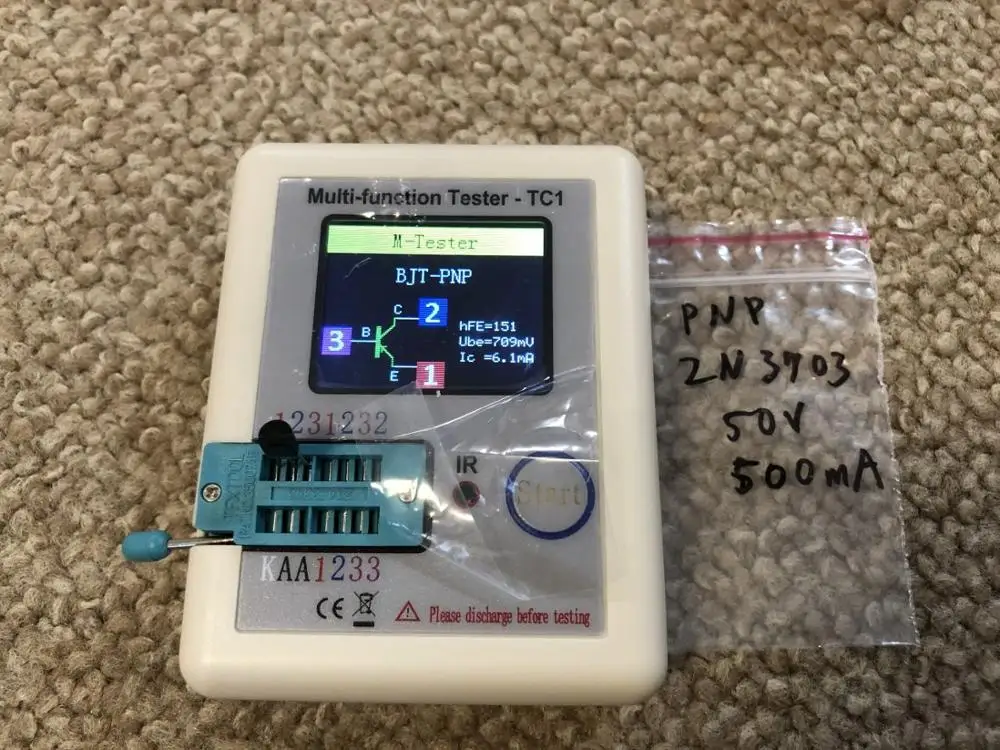 Multi-function Tester - TC1
M-Tester
BJT-PNP
C 2
3 B
hFE=151
Ube=709mV
Ic =6.1mA
E 1
1231232
IR
Start
KAA1233
CE
Please discharge before testing
PNP
2N3703
50V
500mA